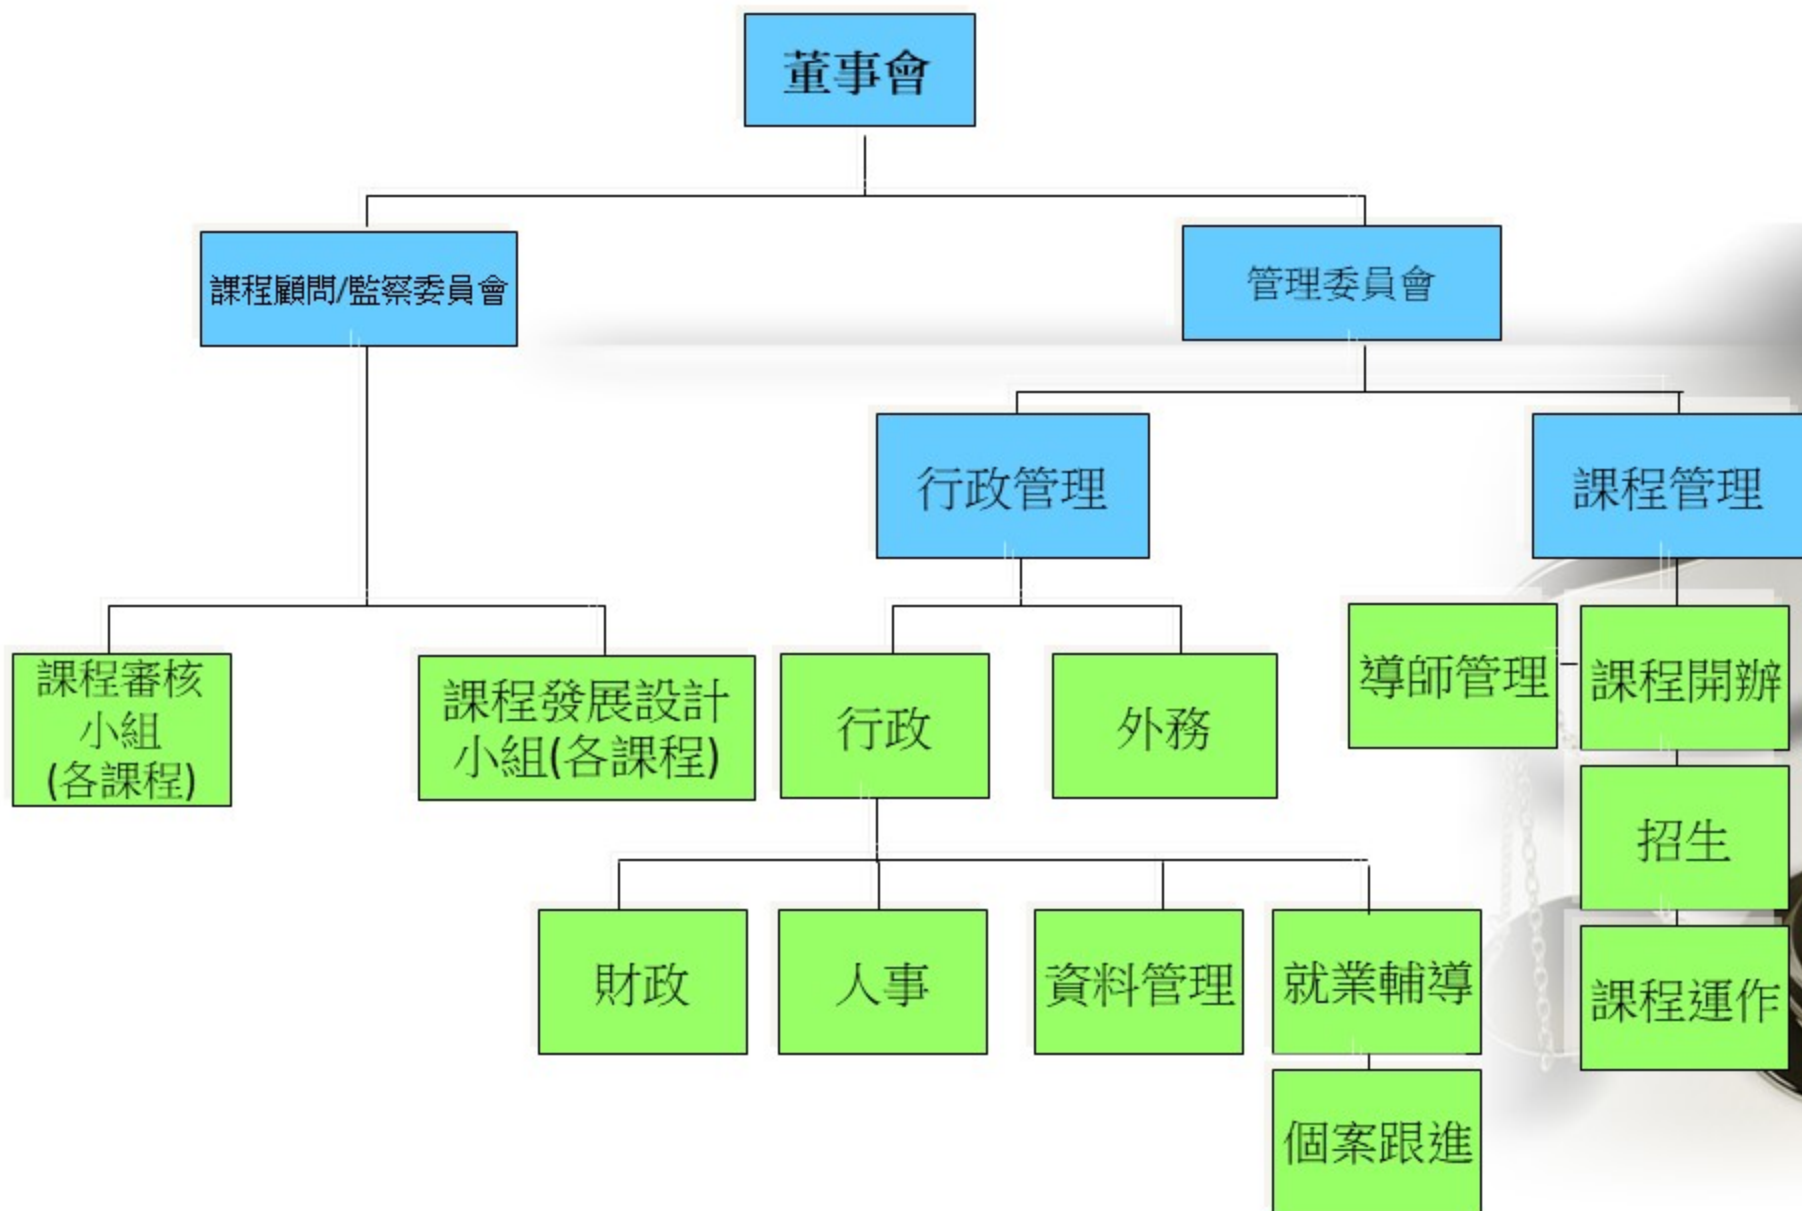 董事會
課程顧問/監察委員會
管理委員會
行政管理
課程管理
課程審核
小組
(各課程)
課程發展設計
小組(各課程)
行政
外務
導師管理
課程開辦
招生
課程運作
財政
人事
資料管理
就業輔導
個案跟進